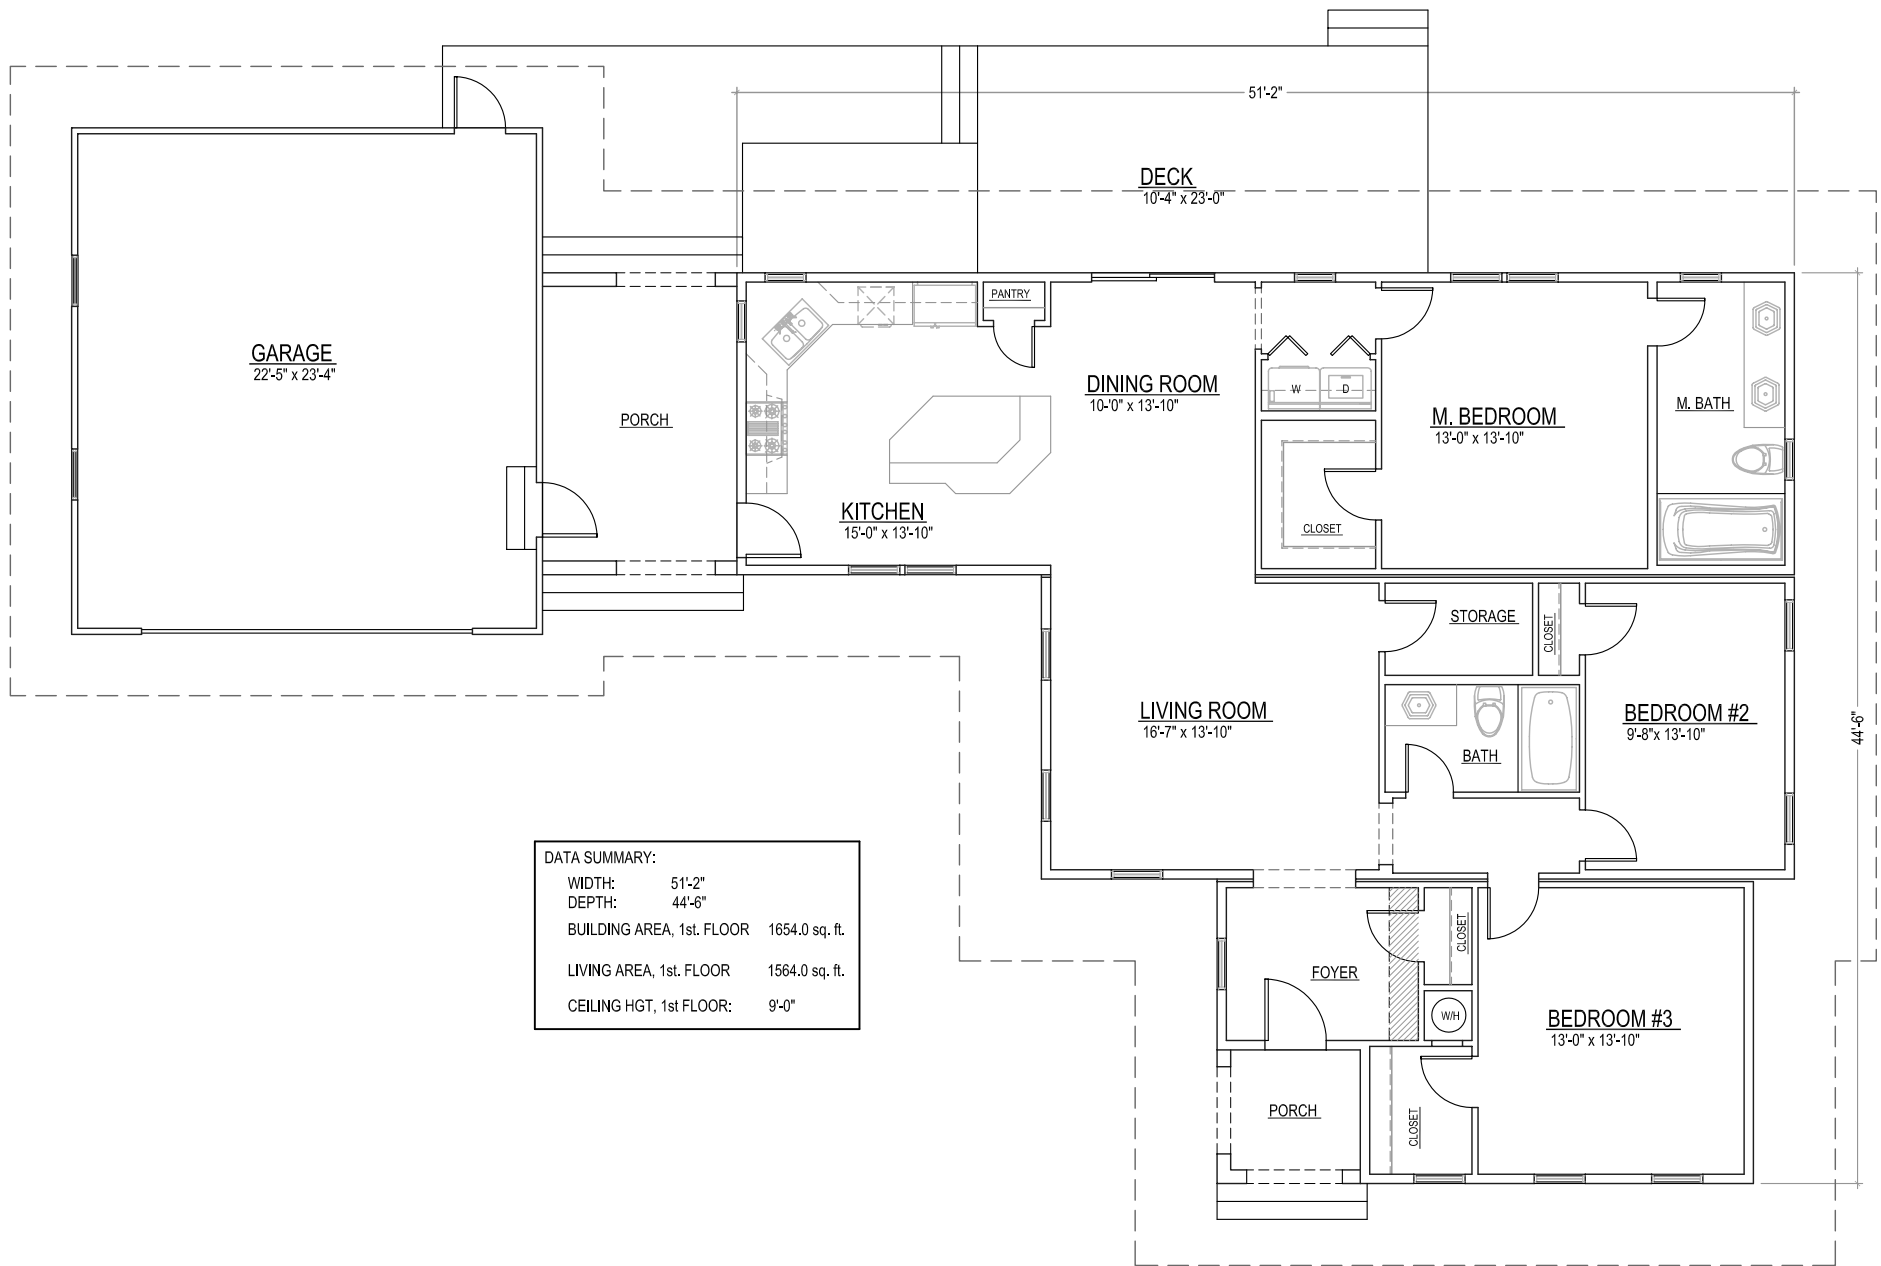 51'-2"
DECK
10'-4" x 23'-0"
PANTRY
GARAGE
22'-5" x 23'-4"
PORCH
DINING ROOM
10-'0" x 13'-10"
W
D
M. BEDROOM
13'-0" x 13'-10"
M. BATH
KITCHEN
15'-0" x 13'-10"
CLOSET
STORAGE
CLOSET
LIVING ROOM
16'-7" x 13'-10"
BATH
BEDROOM #2
9'-8"x 13'-10"
44'-6"
DATA SUMMARY:
WIDTH: 51'-2"
DEPTH: 44'-6"
BUILDING AREA, 1st. FLOOR 1654.0 sq. ft.
LIVING AREA, 1st. FLOOR 1564.0 sq. ft.
CEILING HGT, 1st FLOOR: 9'-0"
FOYER
CLOSET
W/H
BEDROOM #3
13'-0" x 13'-10"
PORCH
CLOSET